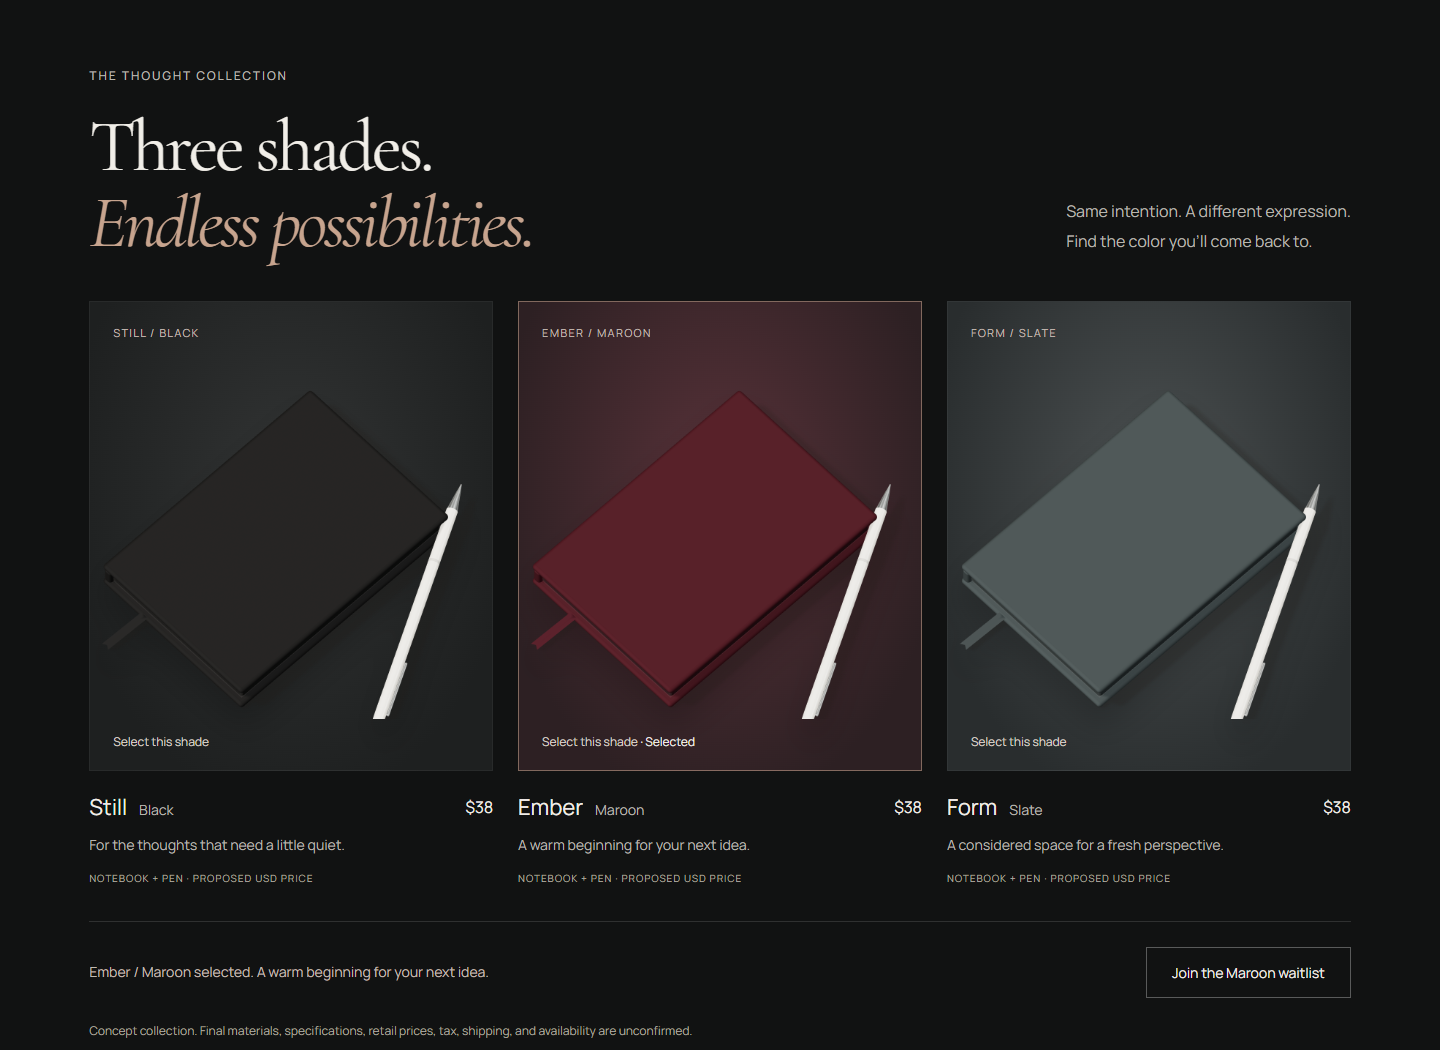 THE THOUGHT COLLECTION
Three shades.
Endless possibilities.
Same intention. A different expression.
Find the color you'll come back to.
STILL / BLACK
Select this shade
EMBER / MAROON
Select this shade · Selected
FORM / SLATE
Select this shade
Still Black $38
For the thoughts that need a little quiet.
NOTEBOOK + PEN · PROPOSED USD PRICE
Ember Maroon $38
A warm beginning for your next idea.
NOTEBOOK + PEN · PROPOSED USD PRICE
Form Slate $38
A considered space for a fresh perspective.
NOTEBOOK + PEN · PROPOSED USD PRICE
Ember / Maroon selected. A warm beginning for your next idea.
Join the Maroon waitlist
Concept collection. Final materials, specifications, retail prices, tax, shipping, and availability are unconfirmed.